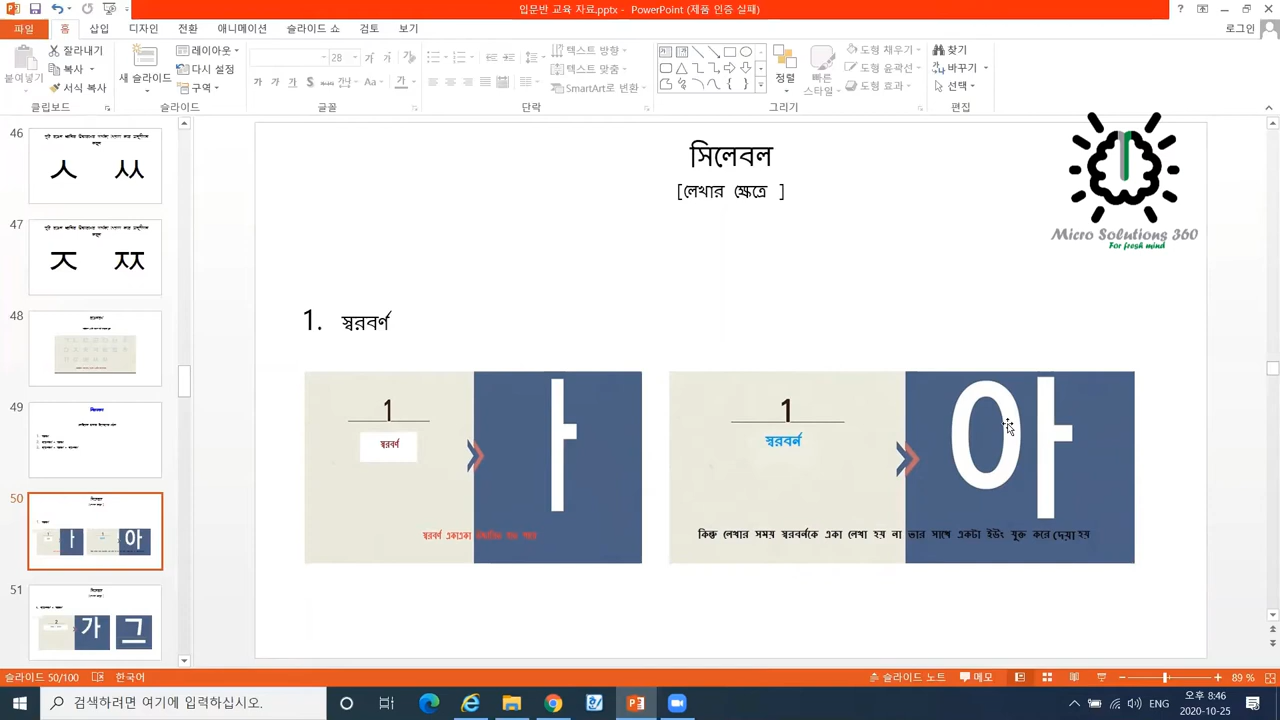 입문반 교육 자료.pptx - PowerPoint (제품 인증 실패)
파일 홈 삽입 디자인 전환 애니메이션 슬라이드 쇼 검토 보기 로그인
붙여넣기 잘라내기 복사 서식 복사
새 슬라이드 레이아웃 다시 설정 구역
28
텍스트 방향 텍스트 맞춤 SmartArt로 변환
정렬 빠른 스타일 도형 채우기 도형 윤곽선 도형 효과
찾기 바꾸기 선택
클립보드 슬라이드 글꼴 단락 그리기 편집
46
ㅅ ㅆ
47
ㅈ ㅉ
48
49
50
51
가 그
সিলেবল
[লেখার ক্ষেত্রে ]
Micro Solutions 360
For fresh mind
1. স্বরবর্ণ
1
স্বরবর্ণ
ㅏ
1
স্বরবর্ন
아
কিন্তু লেখার সময় স্বরবর্নকে একা লেখা হয় না তার সাথে একটা ইউং যুক্ত করে দেয়া হয়
슬라이드 50/100 한국어
슬라이드 노트 메모 89 %
검색하려면 여기에 입력하십시오.
ENG
오후 8:46
2020-10-25